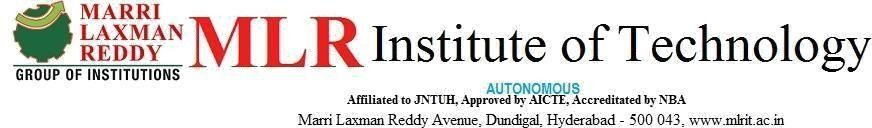 MARRI
LAXMAN
REDDY
GROUP OF INSTITUTIONS
MLR Institute of Technology
AUTONOMOUS
Affiliated to JNTUH, Approved by AICTE, Accredited by NBA
Marri Laxman Reddy Avenue, Dundigal, Hyderabad - 500 043, www.mlrit.ac.in